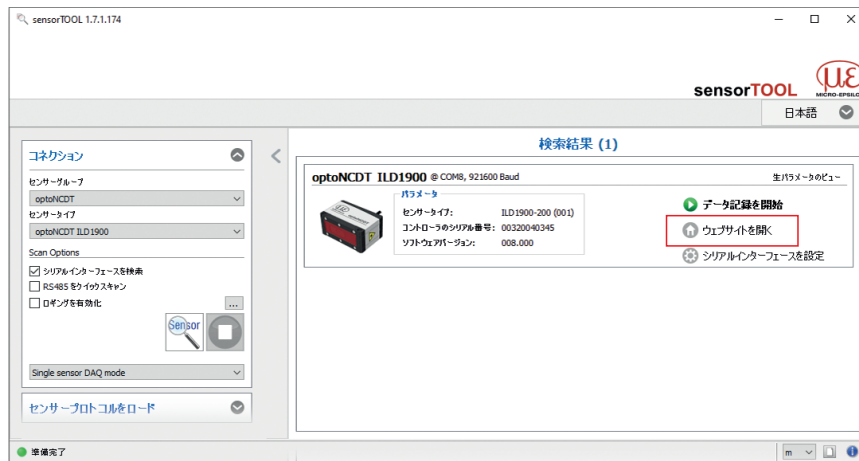 sensorTOOL 1.7.1.174
sensorTOOL
με
MICRO-EPSILON
日本語
コネクション
センサーグループ
optoNCDT
センサータイプ
optoNCDT ILD1900
Scan Options
シリアルインターフェースを検索
RS485 をクイックスキャン
ロギングを有効化
...
Sensor
Single sensor DAQ mode
センサープロトコルをロード
検索結果 (1)
optoNCDT ILD1900 @ COM8, 921600 Baud
生パラメータのビュー
パラメータ
センサータイプ: ILD1900-200 (001)
コントローラのシリアル番号: 00320040345
ソフトウェアバージョン: 008.000
データ記録を開始
ウェブサイトを開く
シリアルインターフェースを設定
準備完了
m